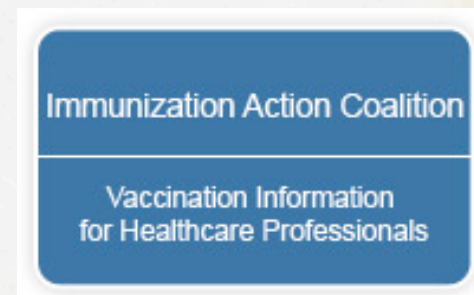 Immunization Action Coalition
Vaccination Information
for Healthcare Professionals